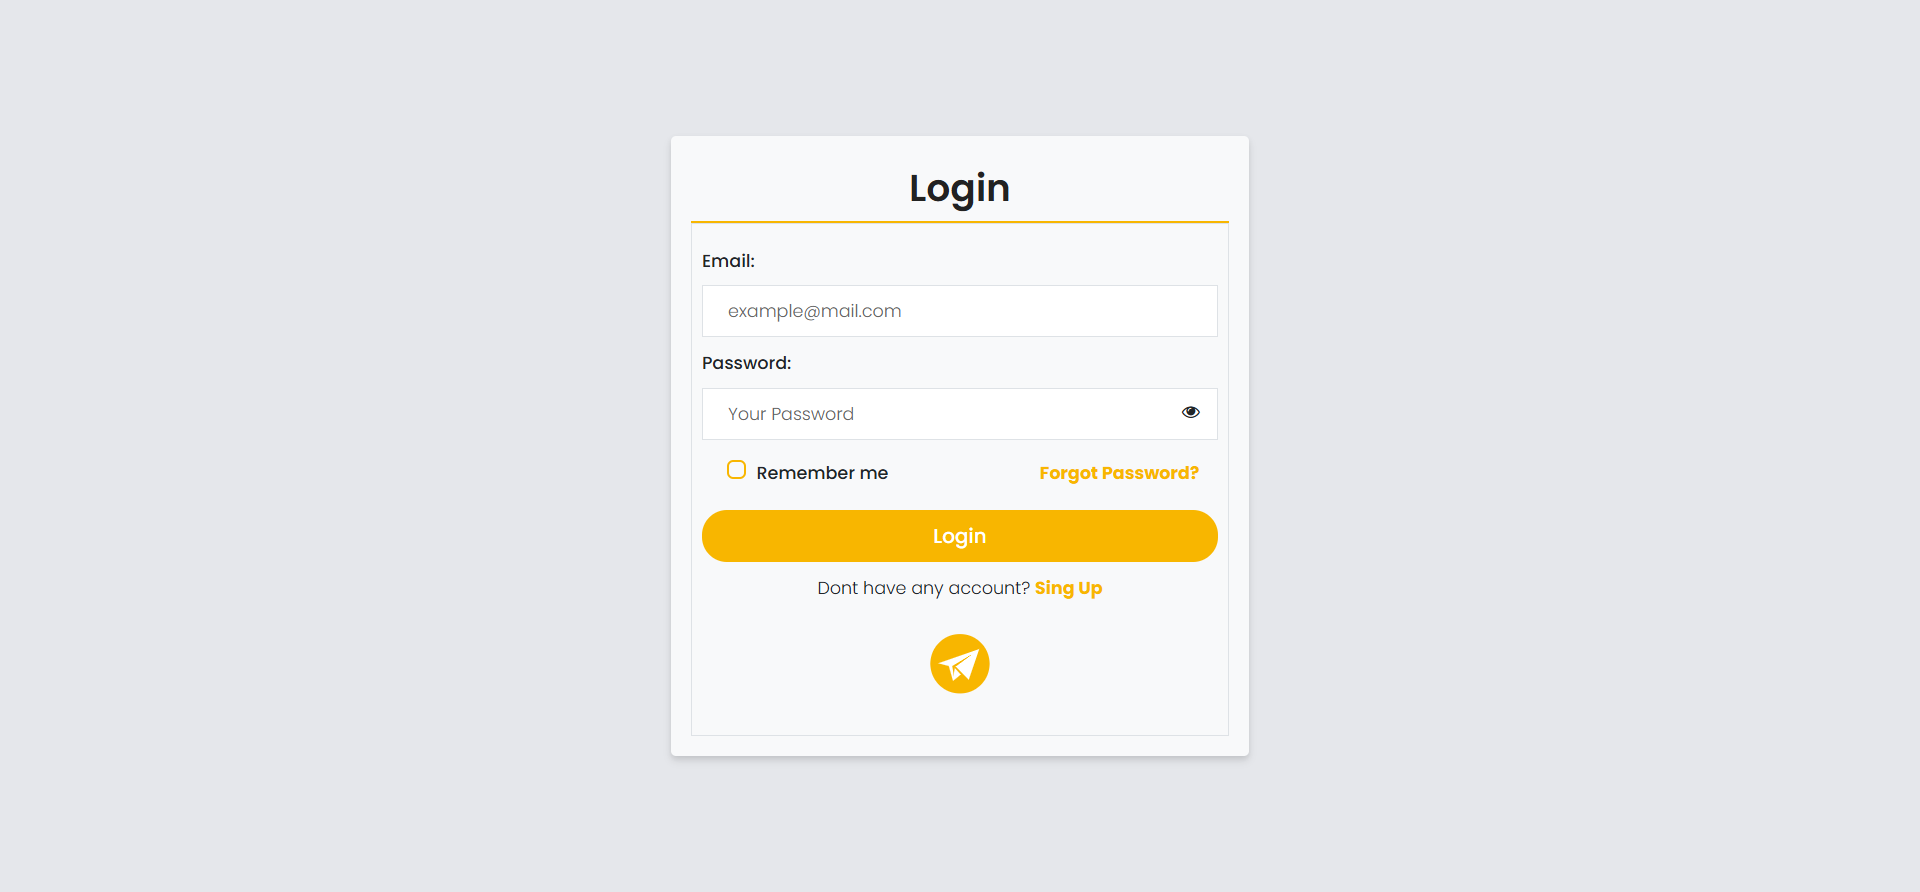 Login
Email:
example@mail.com
Password:
Your Password
Remember me Forgot Password?
Login
Dont have any account? Sing Up